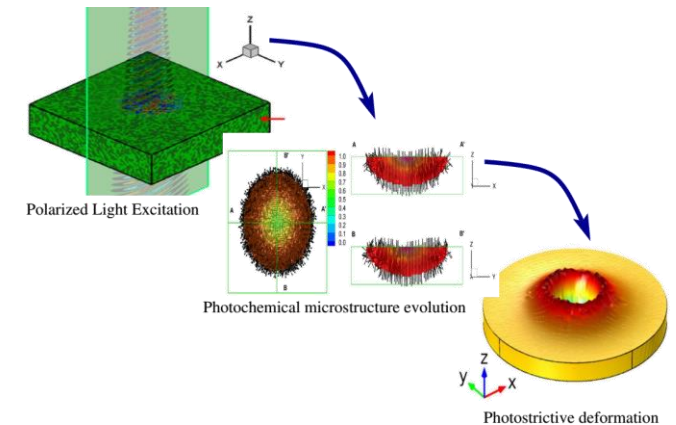 Z
X
Y
Polarized Light Excitation
B'
Y
X
1.0
0.9
0.8
0.7
0.6
0.5
0.4
0.3
0.2
0.1
0.0
A
A'
B
A
A'
Z
X
B
B'
Z
Y
Photochemical microstructure evolution
z
y
x
Photostrictive deformation